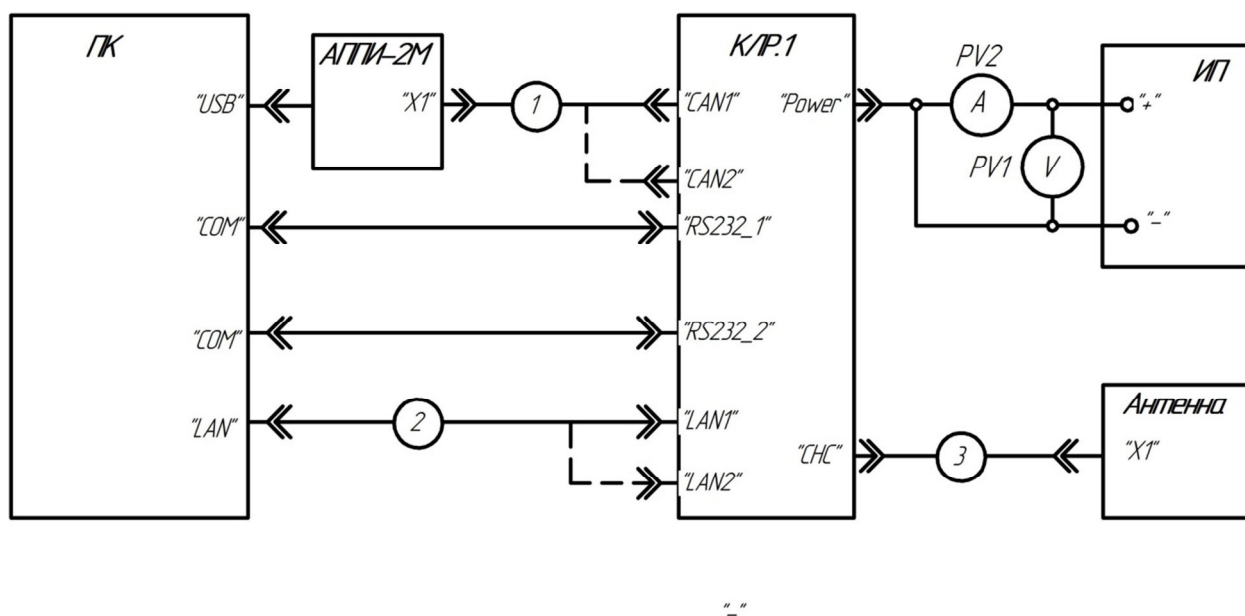 ПК
АППИ-2М
КЛР.1
PV2
ИП
"USB"
"X1"
1
"CAN1"
"Power"
A
"+"
PV1
V
"CAN2"
"COM"
"RS232_1"
"-"
"COM"
"RS232_2"
Антенна
"LAN"
2
"LAN1"
"CHC"
3
"X1"
"LAN2"
"-"